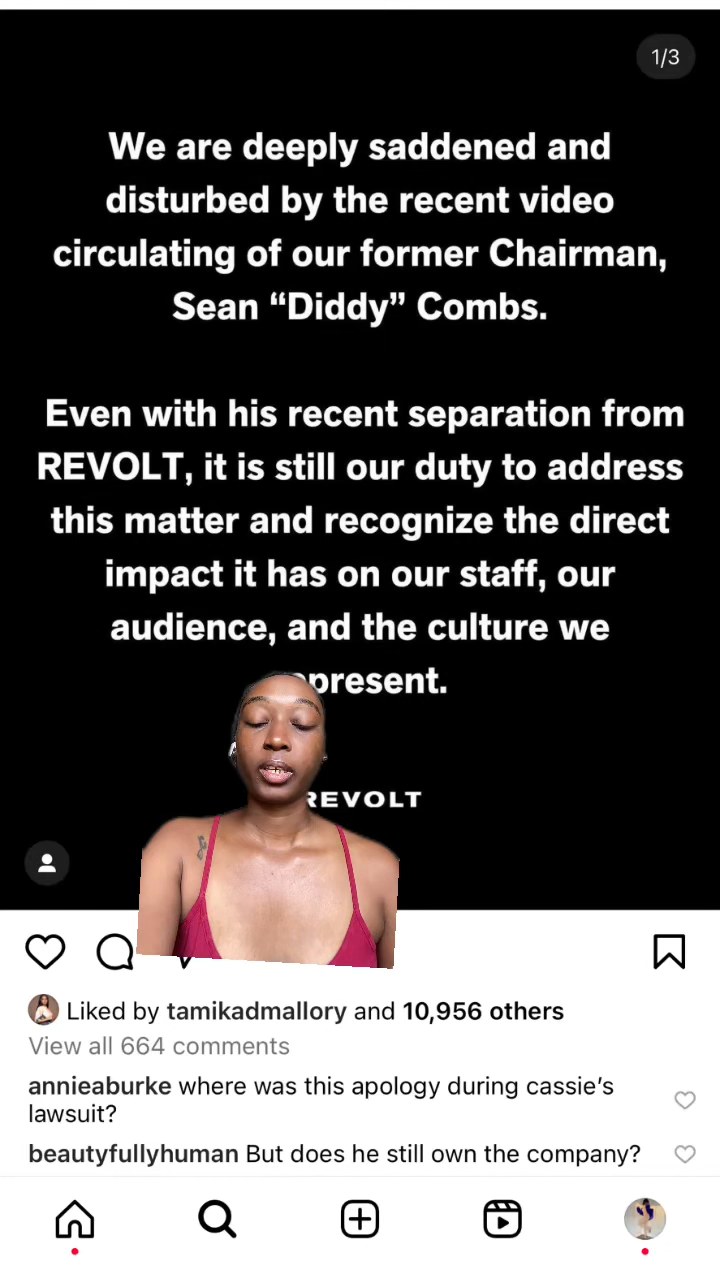 1/3
We are deeply saddened and
disturbed by the recent video
circulating of our former Chairman,
Sean “Diddy” Combs.
Even with his recent separation from
REVOLT, it is still our duty to address
this matter and recognize the direct
impact it has on our staff, our
audience, and the culture we
present.
REVOLT
Liked by tamikadmallory and 10,956 others
View all 664 comments
annieaburke where was this apology during cassie’s
lawsuit?
beautyfullyhuman But does he still own the company?